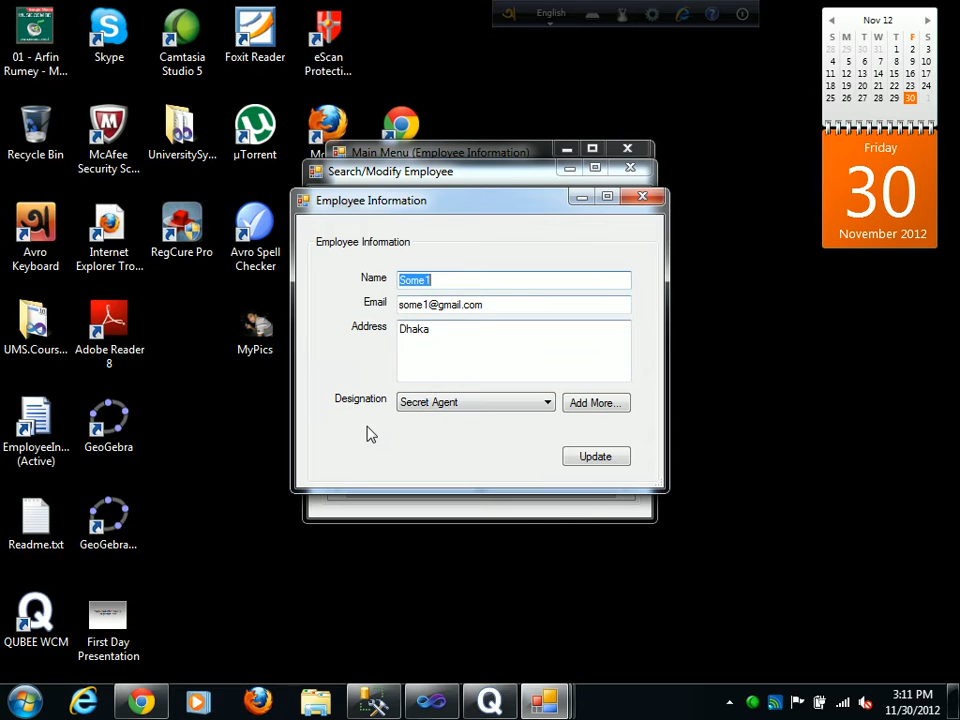 English
01 - Arfin
Rumey - M...
Skype
Camtasia
Studio 5
Foxit Reader
eScan
Protecti...
Recycle Bin
McAfee
Security Sc...
UniversitySy...
µTorrent
Avro
Keyboard
Internet
Explorer Tro...
RegCure Pro
Avro Spell
Checker
UMS.Cours...
Adobe Reader
8
MyPics
EmployeeIn...
(Active)
GeoGebra
Readme.txt
GeoGebra...
QUBEE WCM
First Day
Presentation
Main Menu (Employee Information)
Search/Modify Employee
Employee Information
Employee Information
Name Some1
Email some1@gmail.com
Address Dhaka
Designation Secret Agent Add More...
Update
Nov 12
S M T W T F S
28 29 30 31 1 2 3
4 5 6 7 8 9 10
11 12 13 14 15 16 17
18 19 20 21 22 23 24
25 26 27 28 29 30 1
Friday
30
November 2012
3:11 PM
11/30/2012